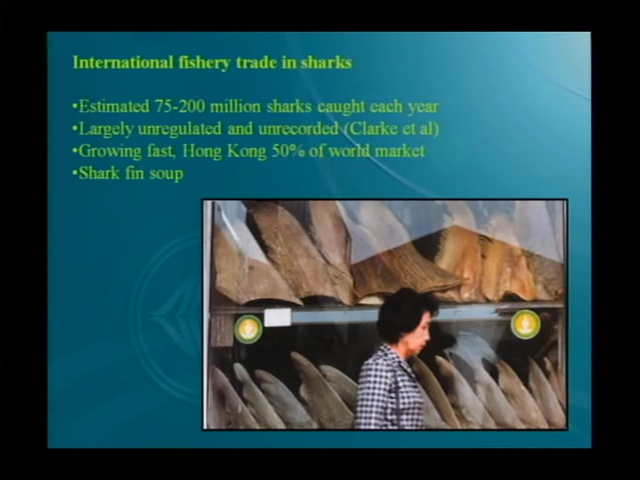 International fishery trade in sharks
•Estimated 75-200 million sharks caught each year
•Largely unregulated and unrecorded (Clarke et al)
•Growing fast, Hong Kong 50% of world market
•Shark fin soup